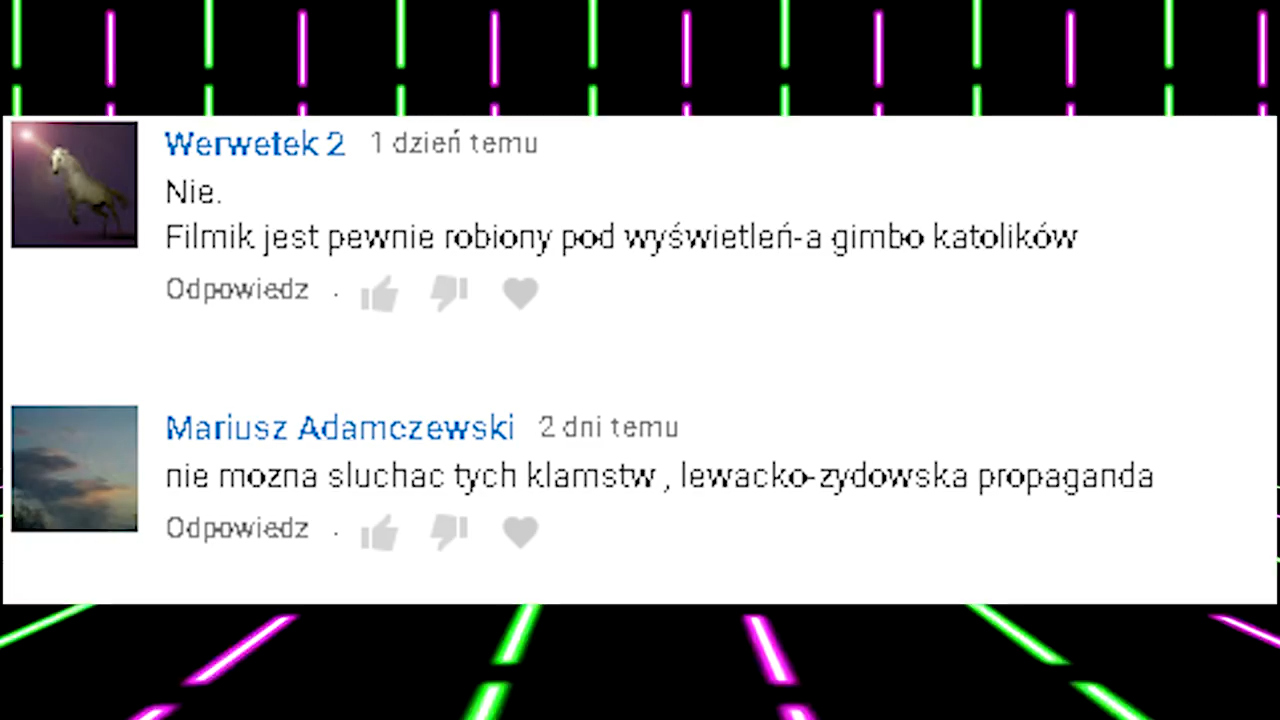 Werwetek 2 1 dzień temu
Nie.
Filmik jest pewnie robiony pod wyświetleń-a gimbo katolików
Odpowiedz .
Mariusz Adamczewski 2 dni temu
nie mozna sluchac tych klamstw , lewacko-zydowska propaganda
Odpowiedz .